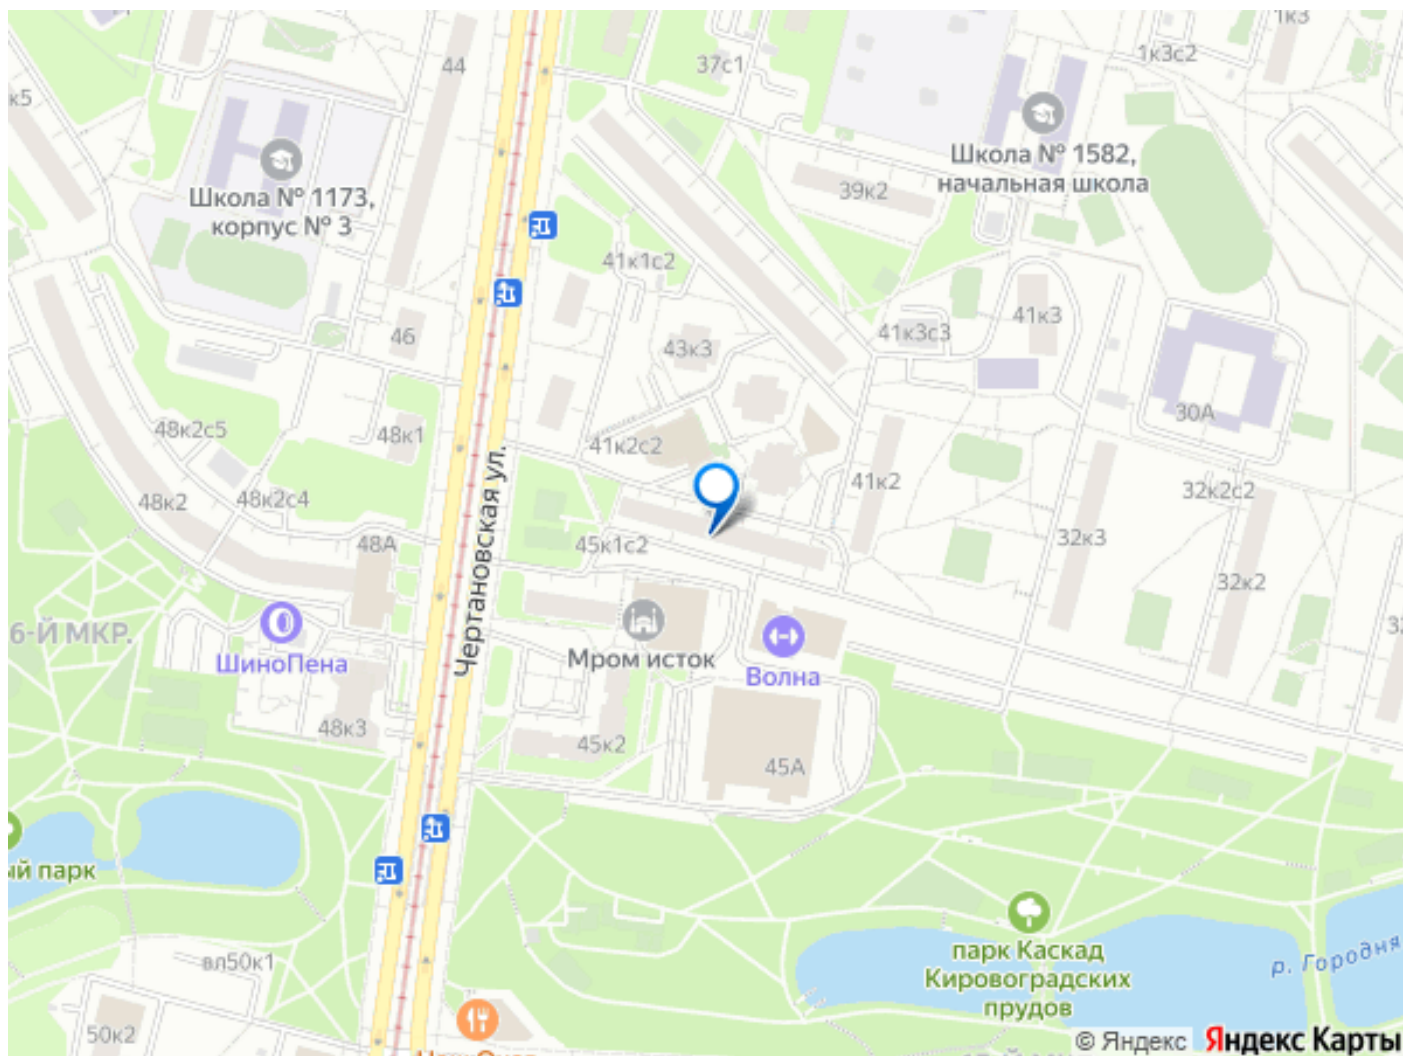 1к3
44
37с1
1к3с2
к5
Школа № 1582,
начальная школа
39к2
Школа № 1173,
корпус № 3
41к1с2
41к3
41к3с3
46
43к3
30А
48к2с5
48к1
41к2с2
41к2
32к2с2
48к2с4
48к2
Чертановская ул.
32к3
48А
45к1с2
32к2
6-Й МКР.
ШиноПена
Мром исток
Волна
48к3
45к2
45А
ый парк
парк Каскад
Кировоградских
прудов
р. Городня
вл50к1
50к2
© Яндекс Яндекс Карты